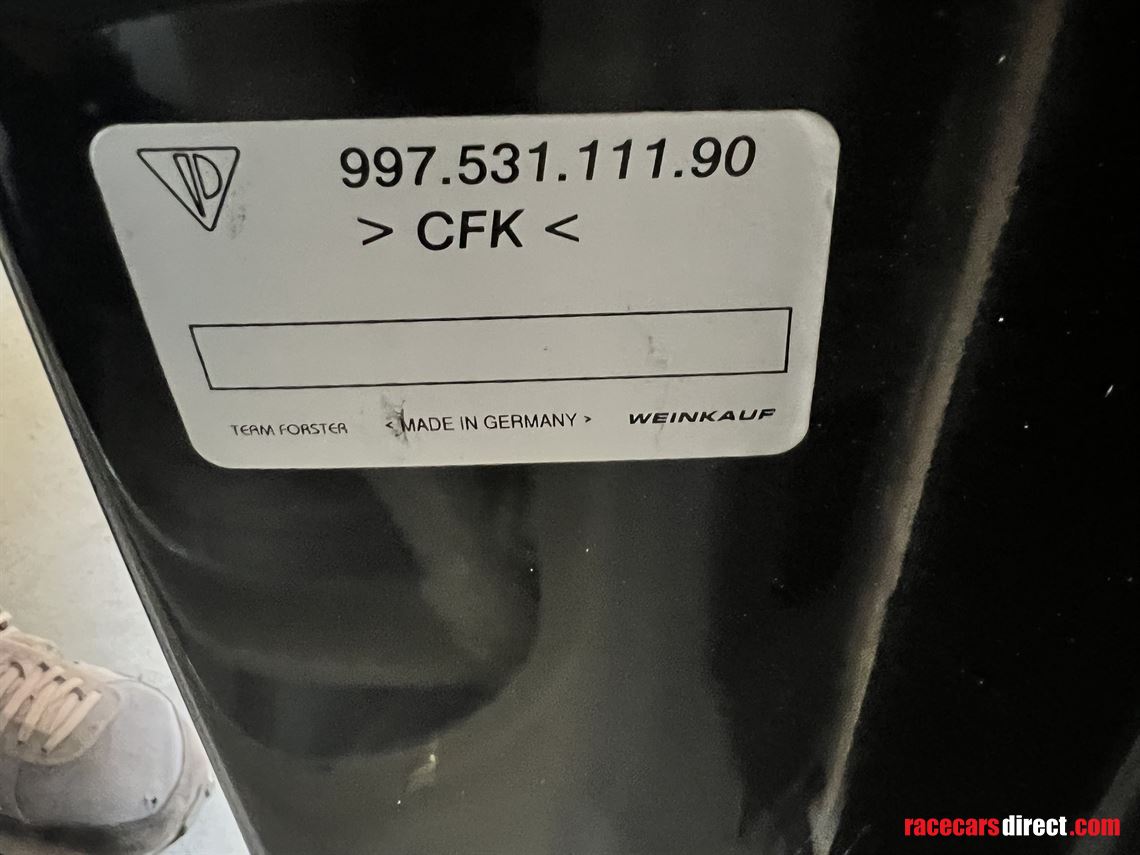 997.531.111.90
> CFK <
TEAM FORSTER < MADE IN GERMANY > WEINKAUF
racecarsdirect.com